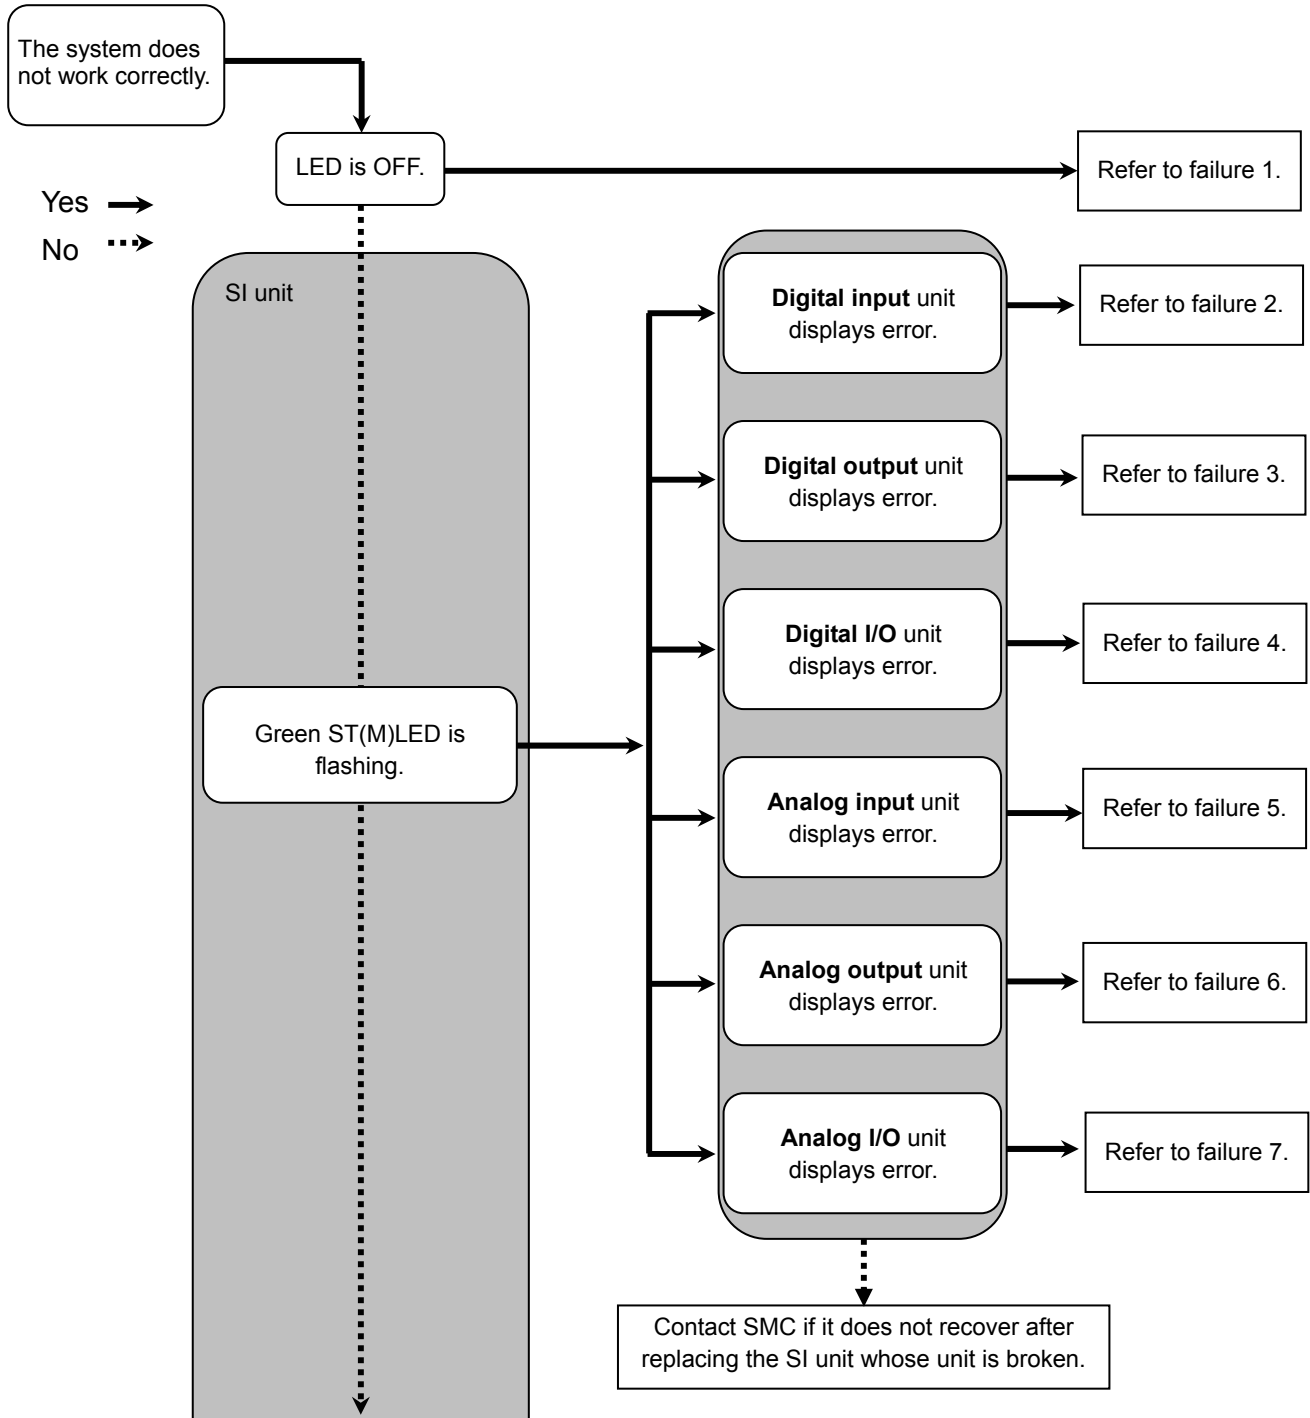 The system does
not work correctly.
LED is OFF.
Refer to failure 1.
Yes
No
SI unit
Digital input unit
displays error.
Refer to failure 2.
Digital output unit
displays error.
Refer to failure 3.
Digital I/O unit
displays error.
Refer to failure 4.
Green ST(M)LED is
flashing.
Analog input unit
displays error.
Refer to failure 5.
Analog output unit
displays error.
Refer to failure 6.
Analog I/O unit
displays error.
Refer to failure 7.
Contact SMC if it does not recover after
replacing the SI unit whose unit is broken.